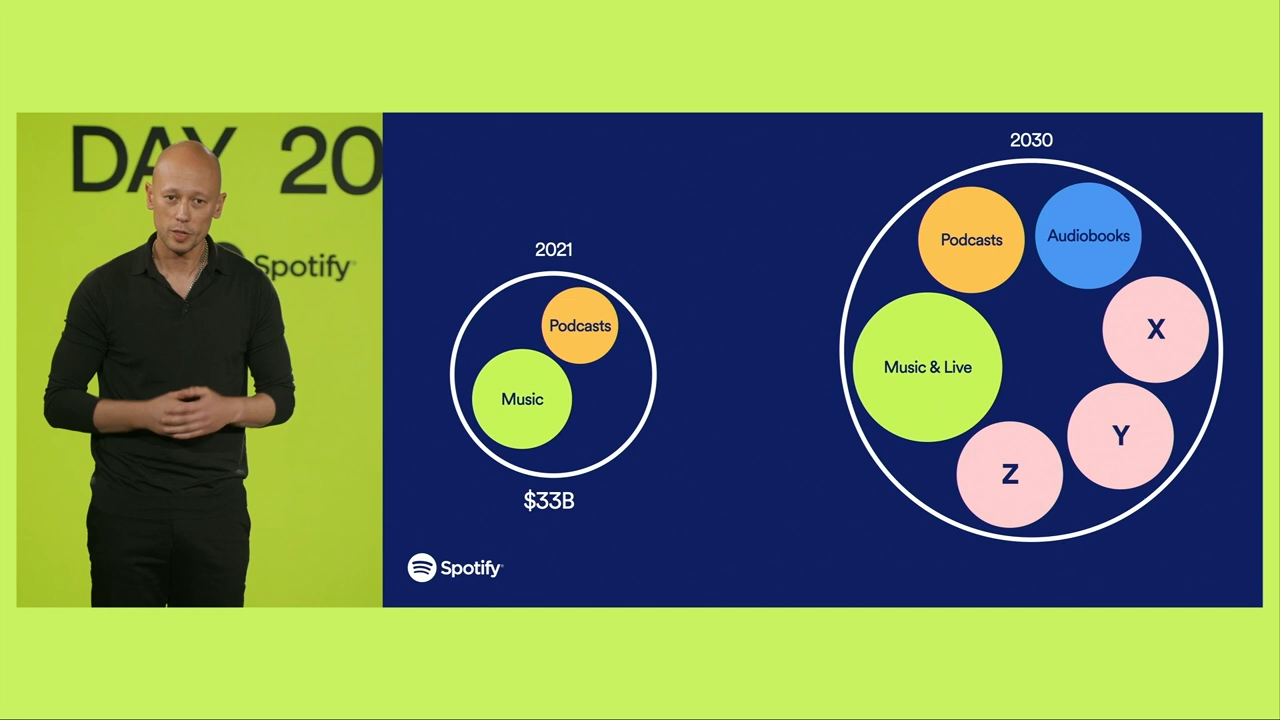 DAY 20
Spotify
2021
Podcasts
Music
$33B
Spotify
2030
Podcasts
Audiobooks
Music & Live
X
Y
Z